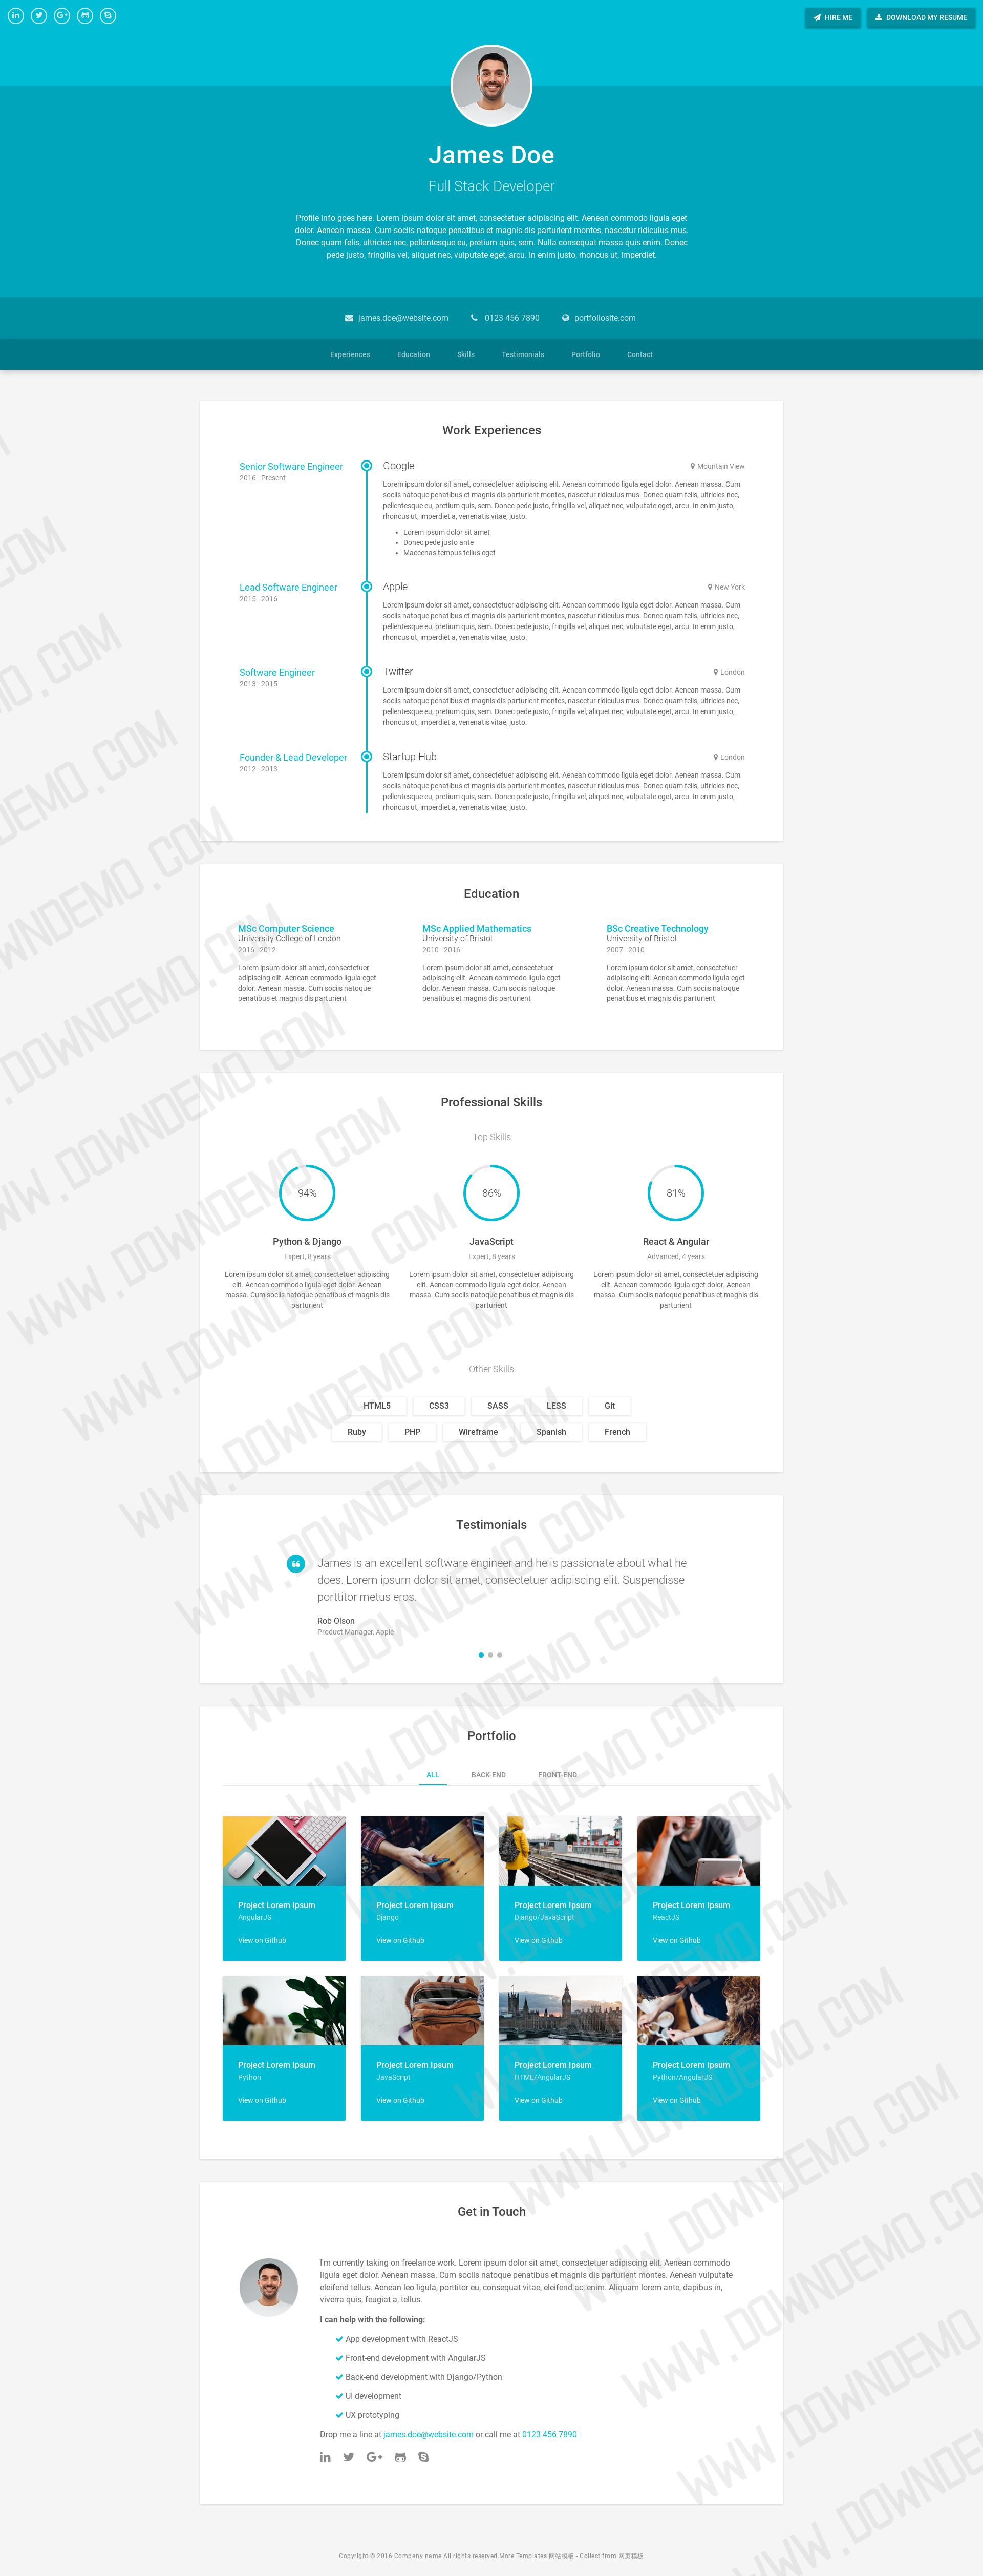 HIRE ME
DOWNLOAD MY RESUME
James Doe
Full Stack Developer
Profile info goes here. Lorem ipsum dolor sit amet, consectetuer adipiscing elit. Aenean commodo ligula eget
dolor. Aenean massa. Cum sociis natoque penatibus et magnis dis parturient montes, nascetur ridiculus mus.
Donec quam felis, ultricies nec, pellentesque eu, pretium quis, sem. Nulla consequat massa quis enim. Donec
pede justo, fringilla vel, aliquet nec, vulputate eget, arcu. In enim justo, rhoncus ut, imperdiet.
james.doe@website.com
0123 456 7890
portfoliosite.com
Experiences
Education
Skills
Testimonials
Portfolio
Contact
Work Experiences
Senior Software Engineer
2016 - Present
Google
Mountain View
Lorem ipsum dolor sit amet, consectetuer adipiscing elit. Aenean commodo ligula eget dolor. Aenean massa. Cum
sociis natoque penatibus et magnis dis parturient montes, nascetur ridiculus mus. Donec quam felis, ultricies nec,
pellentesque eu, pretium quis, sem. Donec pede justo, fringilla vel, aliquet nec, vulputate eget, arcu. In enim justo,
rhoncus ut, imperdiet a, venenatis vitae, justo.
Lorem ipsum dolor sit amet
Donec pede justo ante
Maecenas tempus tellus eget
Lead Software Engineer
2015 - 2016
Apple
New York
Lorem ipsum dolor sit amet, consectetuer adipiscing elit. Aenean commodo ligula eget dolor. Aenean massa. Cum
sociis natoque penatibus et magnis dis parturient montes, nascetur ridiculus mus. Donec quam felis, ultricies nec,
pellentesque eu, pretium quis, sem. Donec pede justo, fringilla vel, aliquet nec, vulputate eget, arcu. In enim justo,
rhoncus ut, imperdiet a, venenatis vitae, justo.
Software Engineer
2013 - 2015
Twitter
London
Lorem ipsum dolor sit amet, consectetuer adipiscing elit. Aenean commodo ligula eget dolor. Aenean massa. Cum
sociis natoque penatibus et magnis dis parturient montes, nascetur ridiculus mus. Donec quam felis, ultricies nec,
pellentesque eu, pretium quis, sem. Donec pede justo, fringilla vel, aliquet nec, vulputate eget, arcu. In enim justo,
rhoncus ut, imperdiet a, venenatis vitae, justo.
Founder & Lead Developer
2012 - 2013
Startup Hub
London
Lorem ipsum dolor sit amet, consectetuer adipiscing elit. Aenean commodo ligula eget dolor. Aenean massa. Cum
sociis natoque penatibus et magnis dis parturient montes, nascetur ridiculus mus. Donec quam felis, ultricies nec,
pellentesque eu, pretium quis, sem. Donec pede justo, fringilla vel, aliquet nec, vulputate eget, arcu. In enim justo,
rhoncus ut, imperdiet a, venenatis vitae, justo.
Education
MSc Computer Science
University College of London
2016 - 2012
Lorem ipsum dolor sit amet, consectetuer
adipiscing elit. Aenean commodo ligula eget
dolor. Aenean massa. Cum sociis natoque
penatibus et magnis dis parturient
MSc Applied Mathematics
University of Bristol
2010 - 2016
Lorem ipsum dolor sit amet, consectetuer
adipiscing elit. Aenean commodo ligula eget
dolor. Aenean massa. Cum sociis natoque
penatibus et magnis dis parturient
BSc Creative Technology
University of Bristol
2007 - 2010
Lorem ipsum dolor sit amet, consectetuer
adipiscing elit. Aenean commodo ligula eget
dolor. Aenean massa. Cum sociis natoque
penatibus et magnis dis parturient
Professional Skills
Top Skills
94%
Python & Django
Expert, 8 years
Lorem ipsum dolor sit amet, consectetuer adipiscing
elit. Aenean commodo ligula eget dolor. Aenean
massa. Cum sociis natoque penatibus et magnis dis
parturient
86%
JavaScript
Expert, 8 years
Lorem ipsum dolor sit amet, consectetuer adipiscing
elit. Aenean commodo ligula eget dolor. Aenean
massa. Cum sociis natoque penatibus et magnis dis
parturient
81%
React & Angular
Advanced, 4 years
Lorem ipsum dolor sit amet, consectetuer adipiscing
elit. Aenean commodo ligula eget dolor. Aenean
massa. Cum sociis natoque penatibus et magnis dis
parturient
Other Skills
HTML5
CSS3
SASS
LESS
Git
Ruby
PHP
Wireframe
Spanish
French
Testimonials
James is an excellent software engineer and he is passionate about what he
does. Lorem ipsum dolor sit amet, consectetuer adipiscing elit. Suspendisse
porttitor metus eros.
Rob Olson
Product Manager, Apple
Portfolio
ALL
BACK-END
FRONT-END
Project Lorem Ipsum
AngularJS
View on Github
Project Lorem Ipsum
Django
View on Github
Project Lorem Ipsum
Django/JavaScript
View on Github
Project Lorem Ipsum
ReactJS
View on Github
Project Lorem Ipsum
Python
View on Github
Project Lorem Ipsum
JavaScript
View on Github
Project Lorem Ipsum
HTML/AngularJS
View on Github
Project Lorem Ipsum
Python/AngularJS
View on Github
Get in Touch
I'm currently taking on freelance work. Lorem ipsum dolor sit amet, consectetuer adipiscing elit. Aenean commodo
ligula eget dolor. Aenean massa. Cum sociis natoque penatibus et magnis dis parturient montes. Aenean vulputate
eleifend tellus. Aenean leo ligula, porttitor eu, consequat vitae, eleifend ac, enim. Aliquam lorem ante, dapibus in,
viverra quis, feugiat a, tellus.
I can help with the following:
App development with ReactJS
Front-end development with AngularJS
Back-end development with Django/Python
UI development
UX prototyping
Drop me a line at james.doe@website.com or call me at 0123 456 7890
Copyright © 2016.Company name All rights reserved.More Templates 网站模板 - Collect from 网页模板
WWW.DOWNDEMO.COM